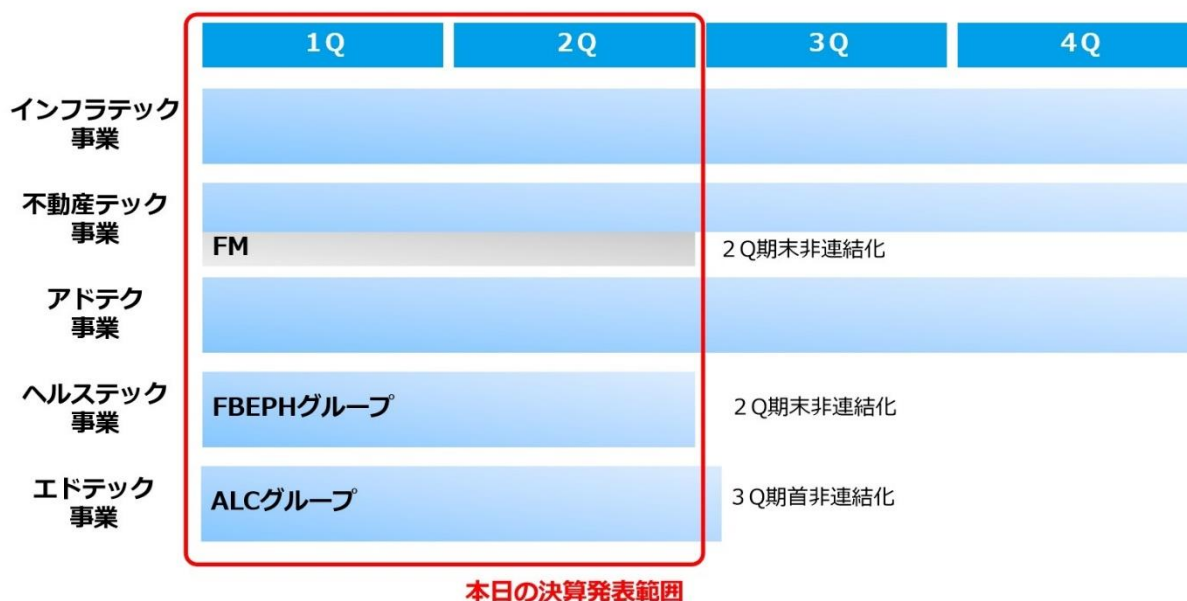 1Q 2Q 3Q 4Q
インフラテック
事業
不動産テック
事業
FM
2Q期末非連結化
アドテク
事業
ヘルステック
事業
FBEPHグループ
2Q期末非連結化
エドテック
事業
ALCグループ
3Q期首非連結化
本日の決算発表範囲